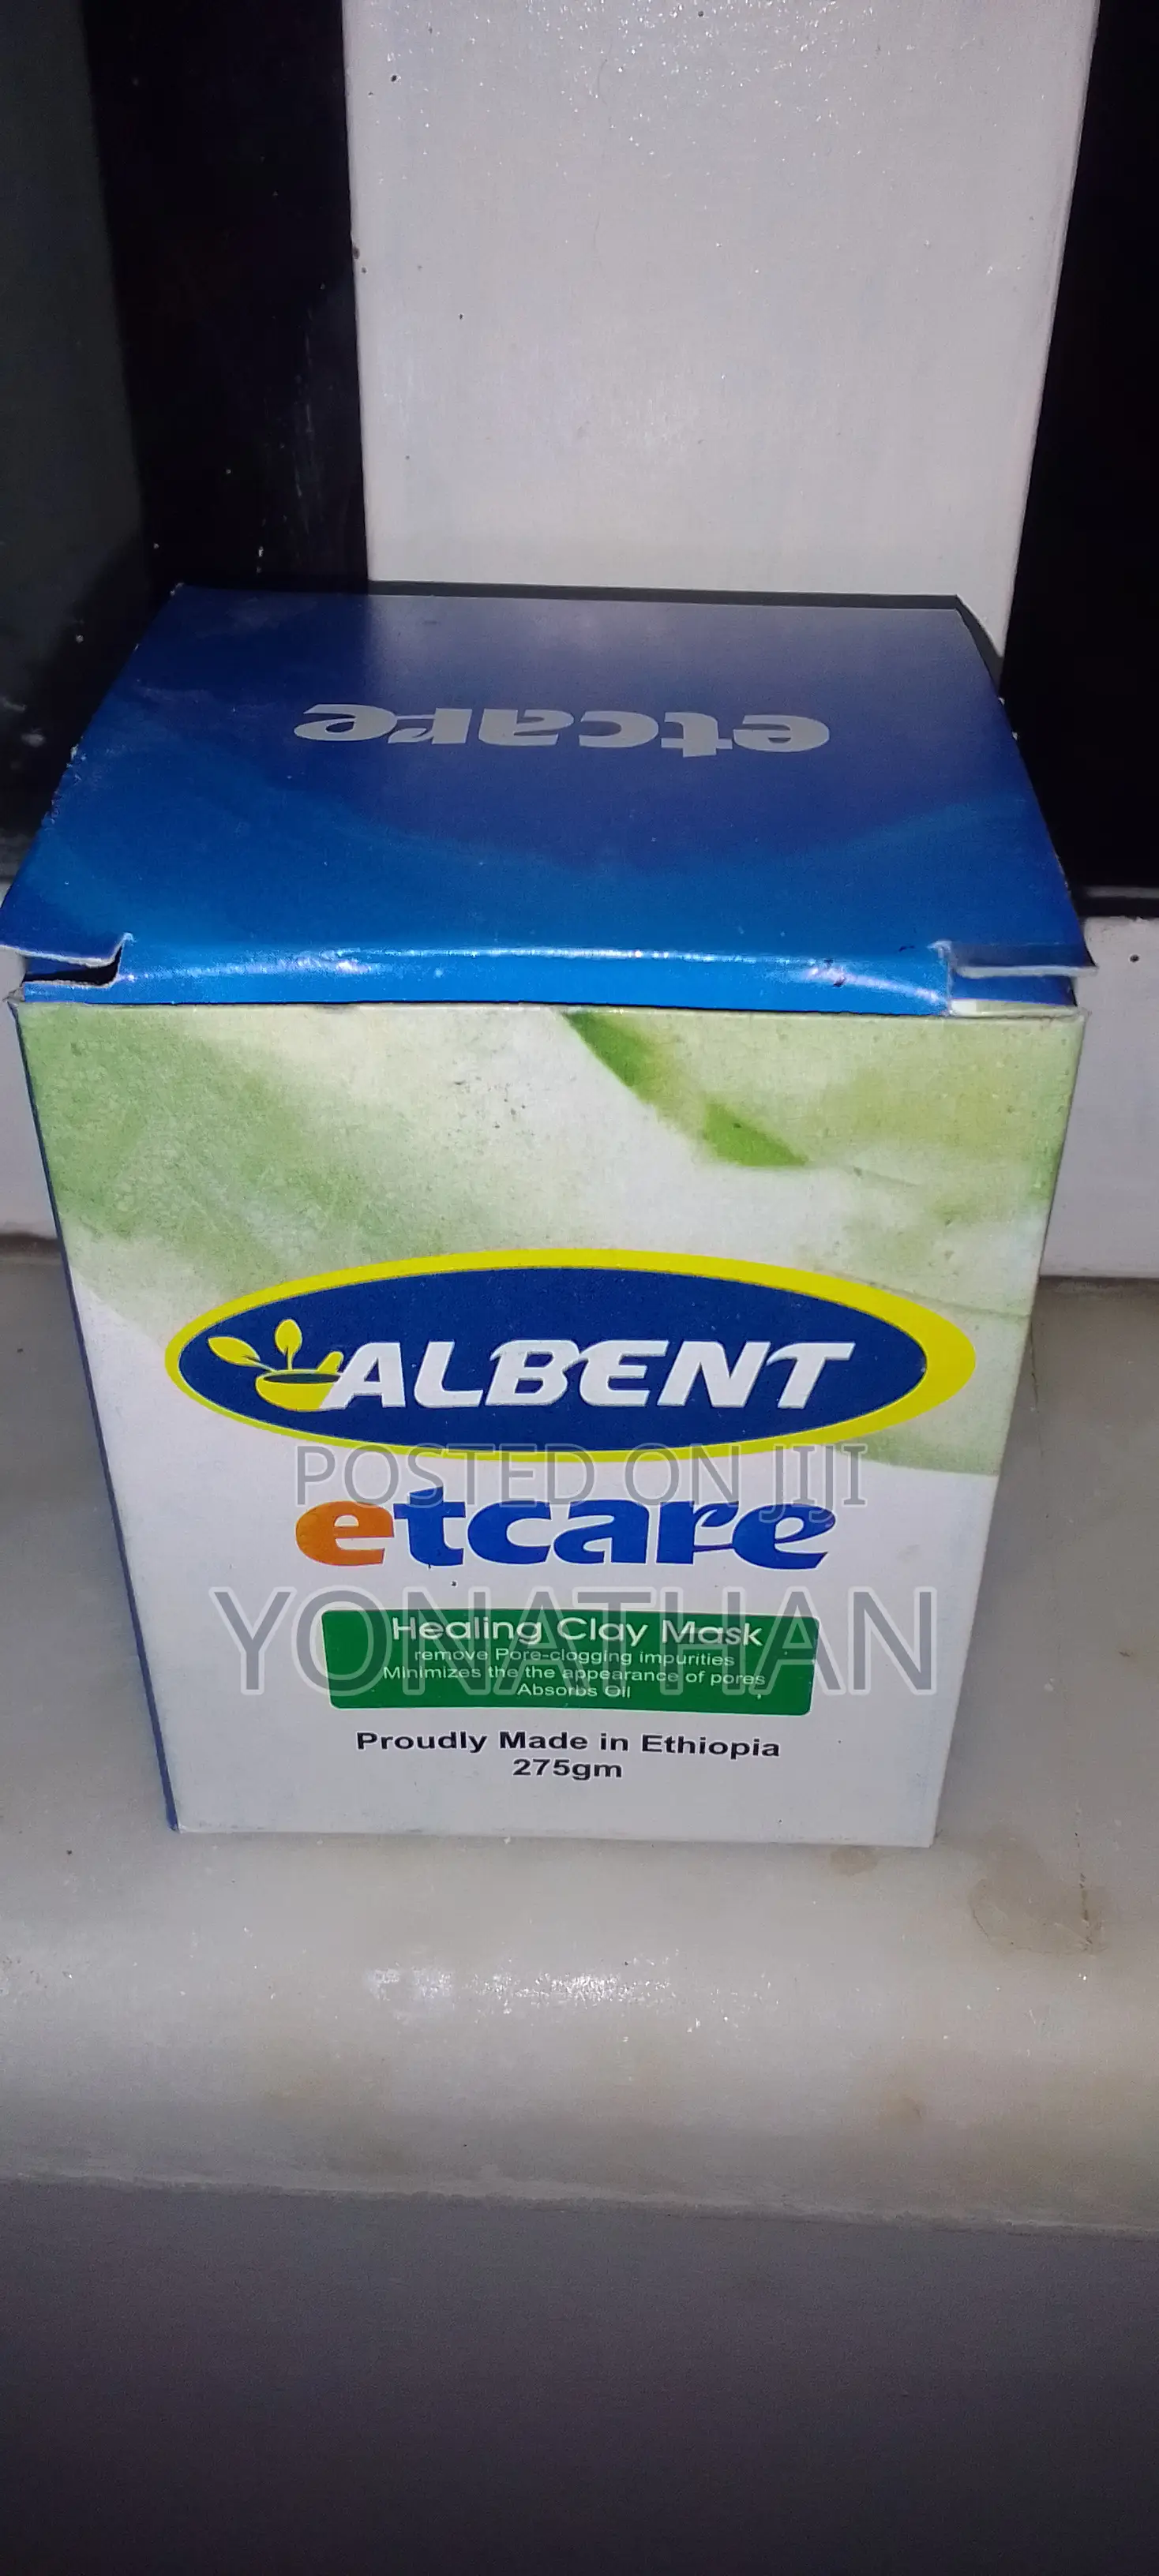 etcare
ALBENT
POSTED ON JIJI
etcare
YONATHAN
Healing Clay Mask
remove Pore-clogging impurities
Minimizes the the appearance of pores
Absorbs Oil
Proudly Made in Ethiopia
275gm